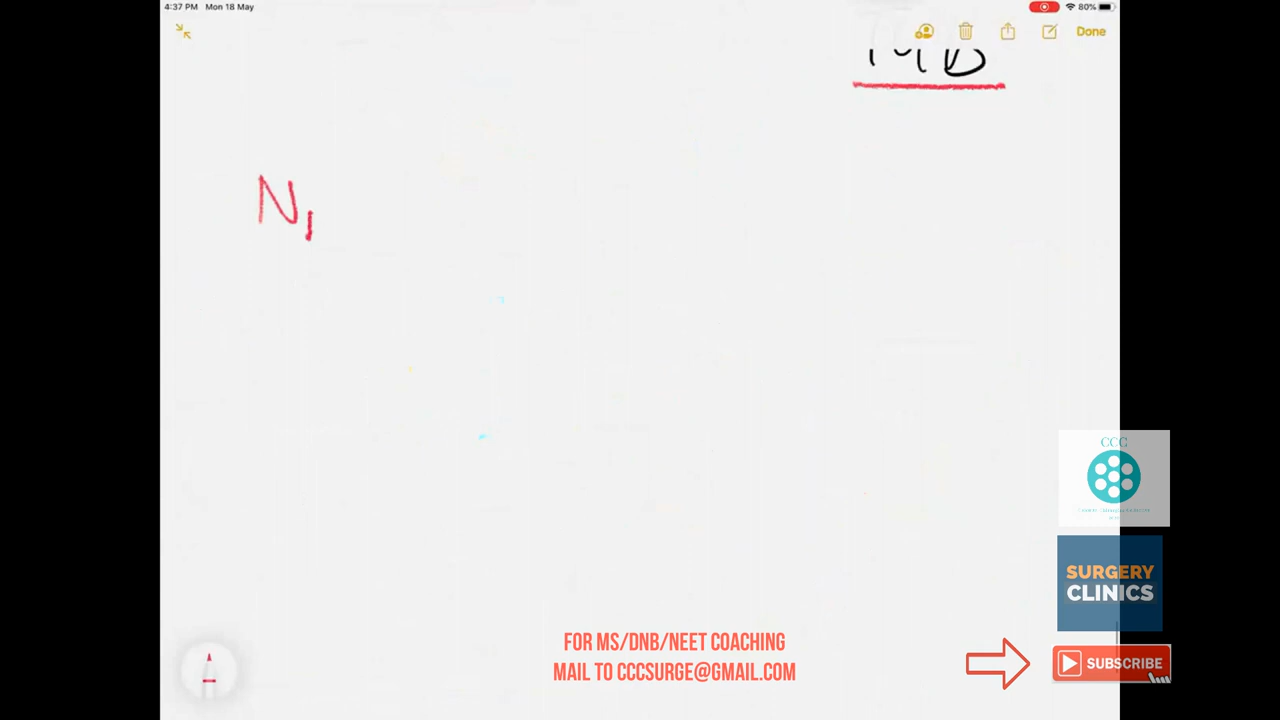 4:37 PM Mon 18 May
80%
Done
N1
CCC
SURGERY
CLINICS
FOR MS/DNB/NEET COACHING
MAIL TO CCCSURGE@GMAIL.COM
SUBSCRIBE